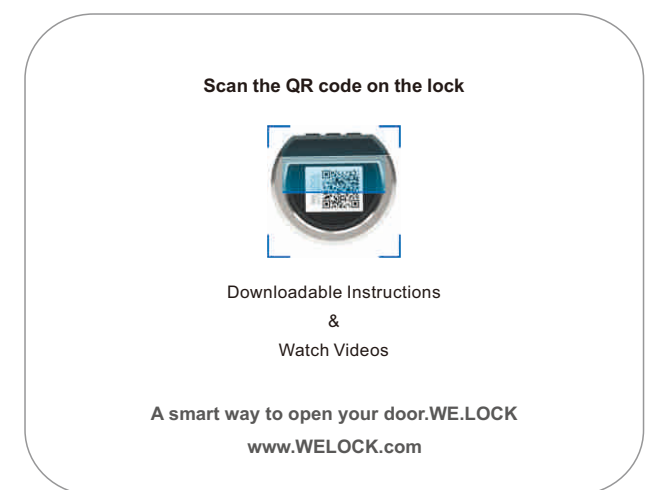 Scan the QR code on the lock
Downloadable Instructions
&
Watch Videos
A smart way to open your door.WE.LOCK
www.WELOCK.com